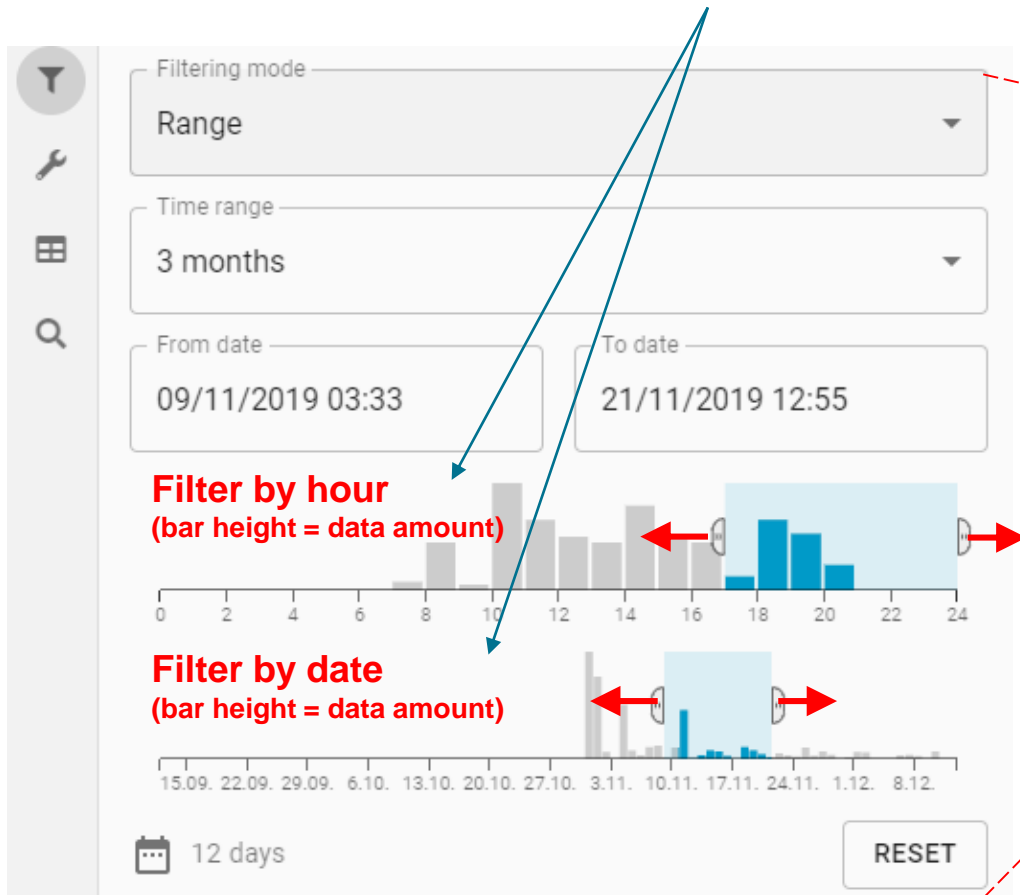 Filtering mode
Range
Time range
3 months
From date
To date
09/11/2019 03:33
21/11/2019 12:55
Filter by hour
(bar height = data amount)
0 2 4 6 8 10 12 14 16 18 20 22 24
Filter by date
(bar height = data amount)
15.09. 22.09. 29.09. 6.10. 13.10. 20.10. 27.10. 3.11. 10.11. 17.11. 24.11. 1.12. 8.12.
12 days
RESET